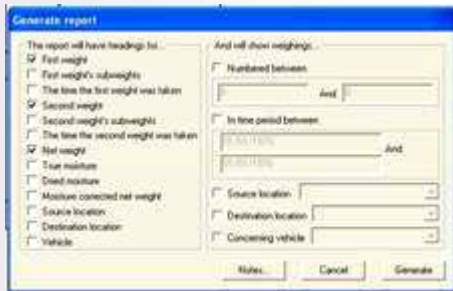 Generate report
The report will have headings for...
First weight
First weight's subweights
The time the first weight was taken
Second weight
Second weight's subweights
The time the second weight was taken
Net weight
True moisture
Dried moisture
Moisture corrected net weight
Source location
Destination location
Vehicle
And will show weighings...
Numbered between
And
In time period between
And
Source location
Destination location
Concerning vehicle
Notes...
Cancel
Generate